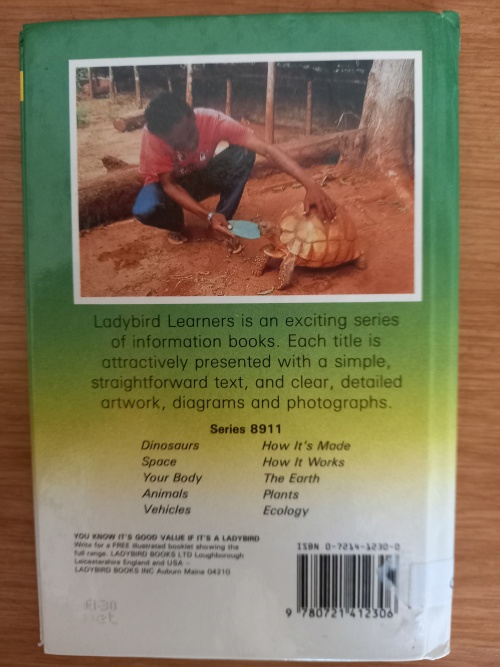 Ladybird Learners is an exciting series
of information books. Each title is
attractively presented with a simple,
straightforward text, and clear, detailed
artwork, diagrams and photographs.
Series 8911
Dinosaurs How It's Made
Space How It Works
Your Body The Earth
Animals Plants
Vehicles Ecology
YOU KNOW IT'S GOOD VALUE IF IT'S A LADYBIRD
Write for a FREE illustrated booklet showing the
full range. LADYBIRD BOOKS LTD Loughborough
Leicestershire England and USA –
LADYBIRD BOOKS INC Auburn Maine 04210
ISBN 0-7214-1230-0
9 780721 412306
£1-30